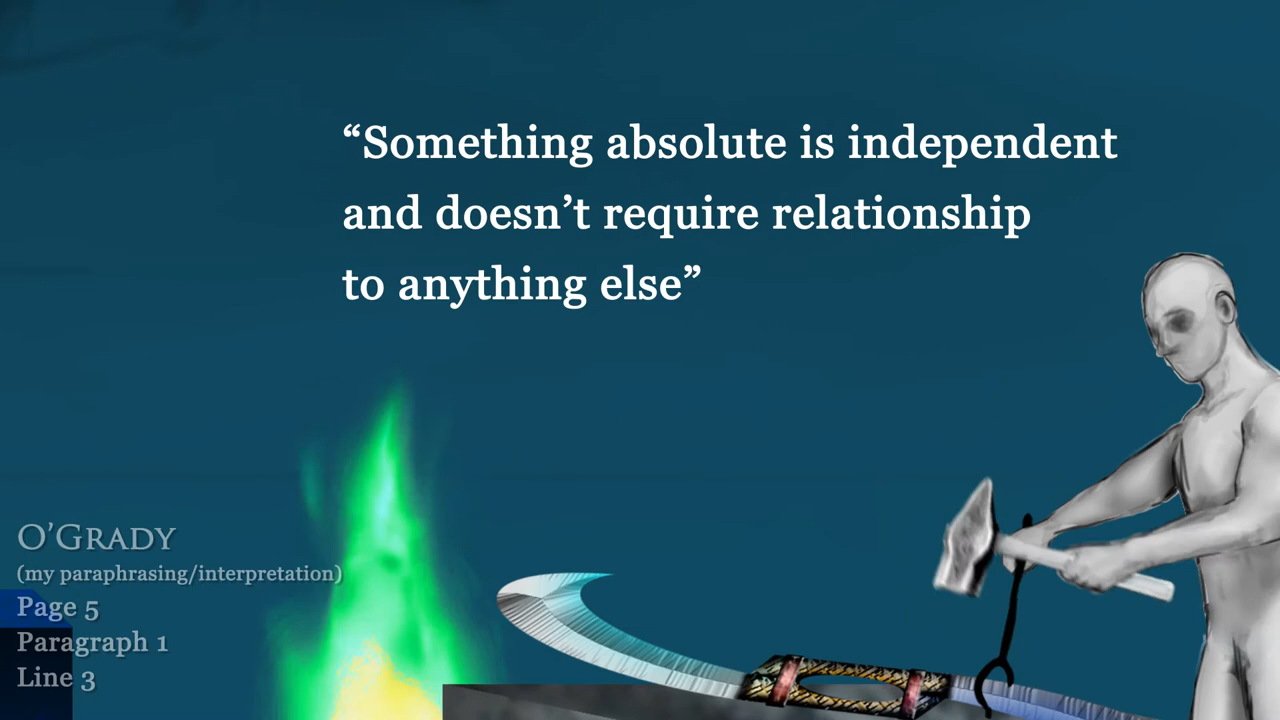 “Something absolute is independent
and doesn’t require relationship
to anything else”
O’Grady
(my paraphrasing/interpretation)
Page 5
Paragraph 1
Line 3